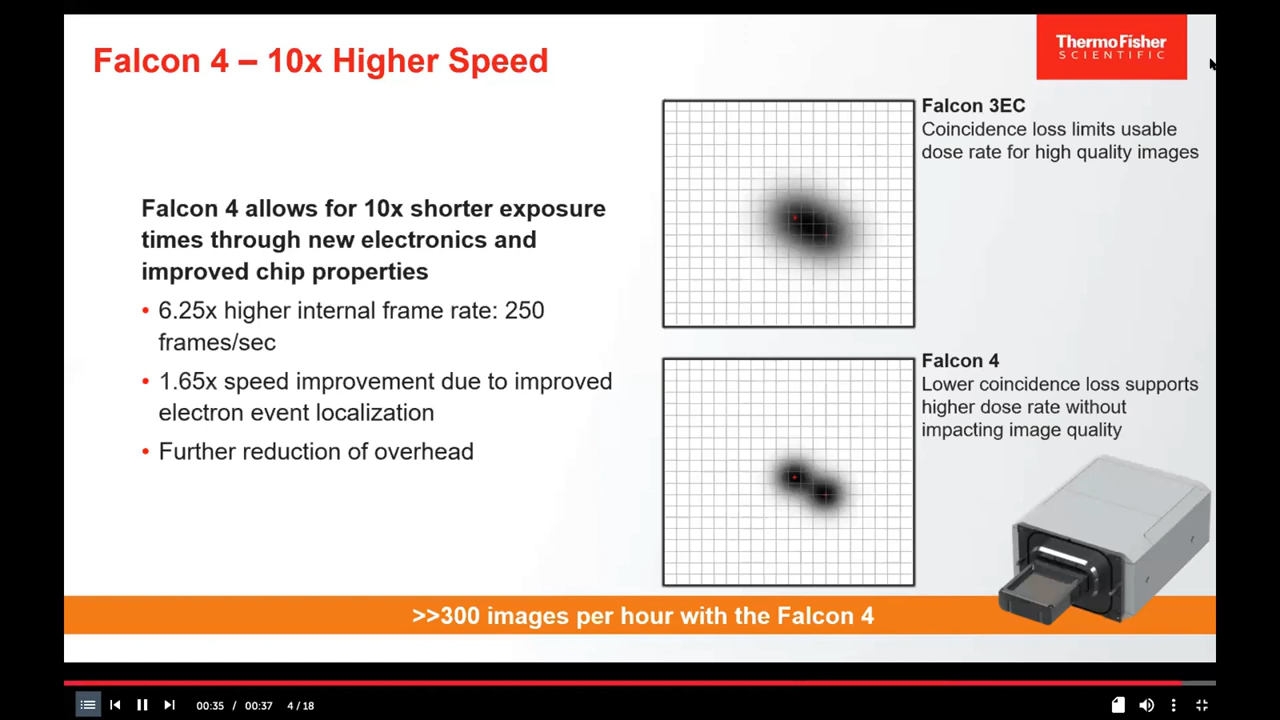 Falcon 4 – 10x Higher Speed
ThermoFisher
SCIENTIFIC
Falcon 4 allows for 10x shorter exposure
times through new electronics and
improved chip properties
• 6.25x higher internal frame rate: 250
frames/sec
• 1.65x speed improvement due to improved
electron event localization
• Further reduction of overhead
Falcon 3EC
Coincidence loss limits usable
dose rate for high quality images
Falcon 4
Lower coincidence loss supports
higher dose rate without
impacting image quality
>>300 images per hour with the Falcon 4
00:35 / 00:37 4 / 18